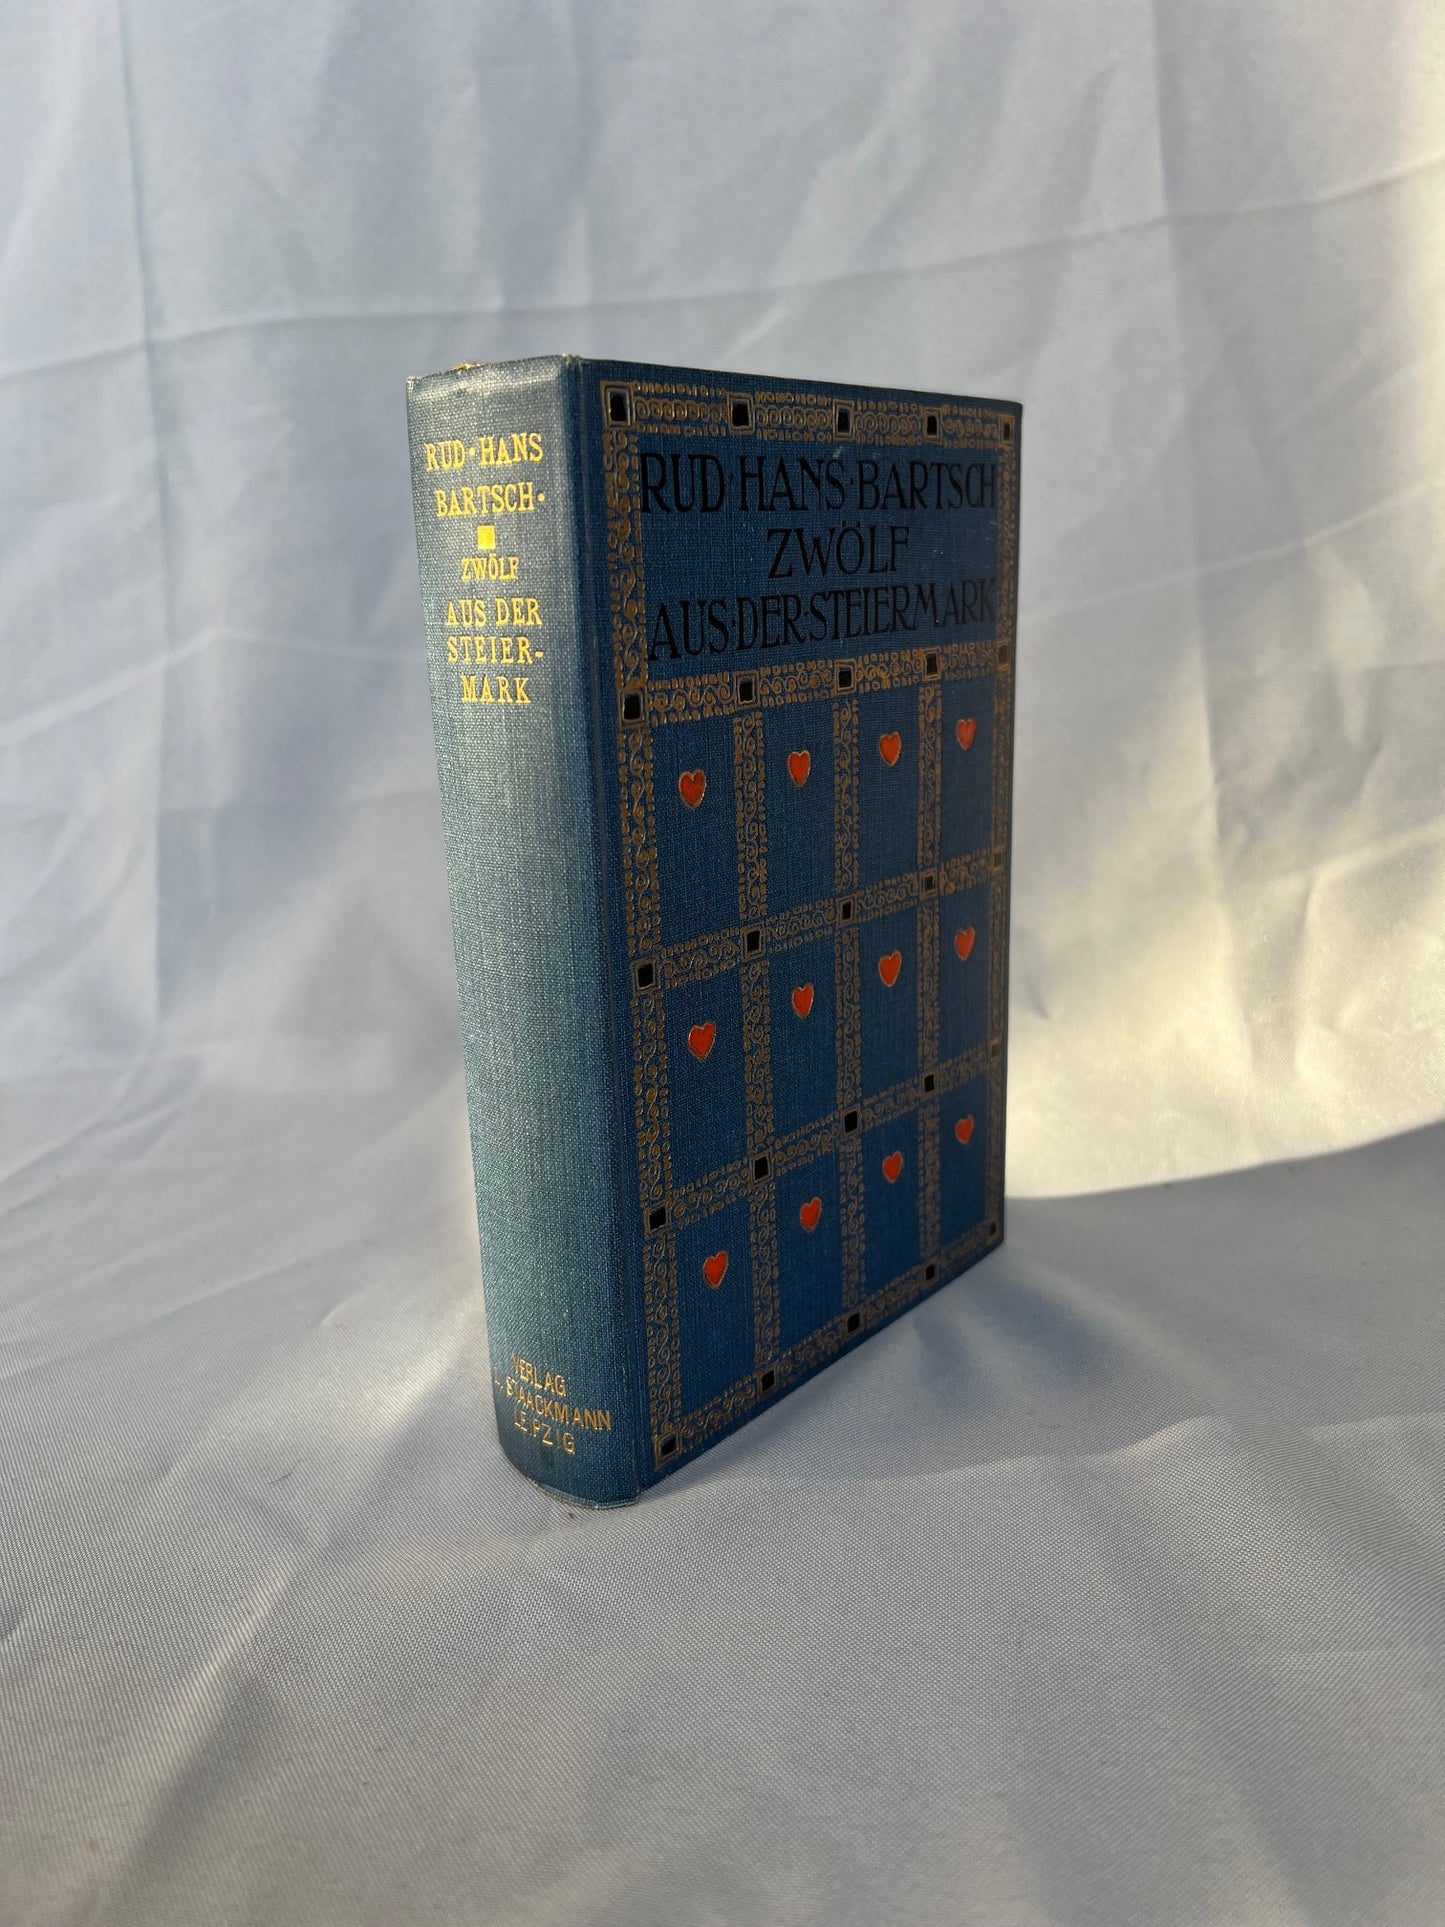 RUD·HANS
BARTSCH·
ZWÖLF
AUS DER
STEIER-
MARK
VERLAG
L. STAACKMANN
LEIPZIG
RUD·HANS·BARTSCH
ZWÖLF
AUS·DER·STEIERMARK